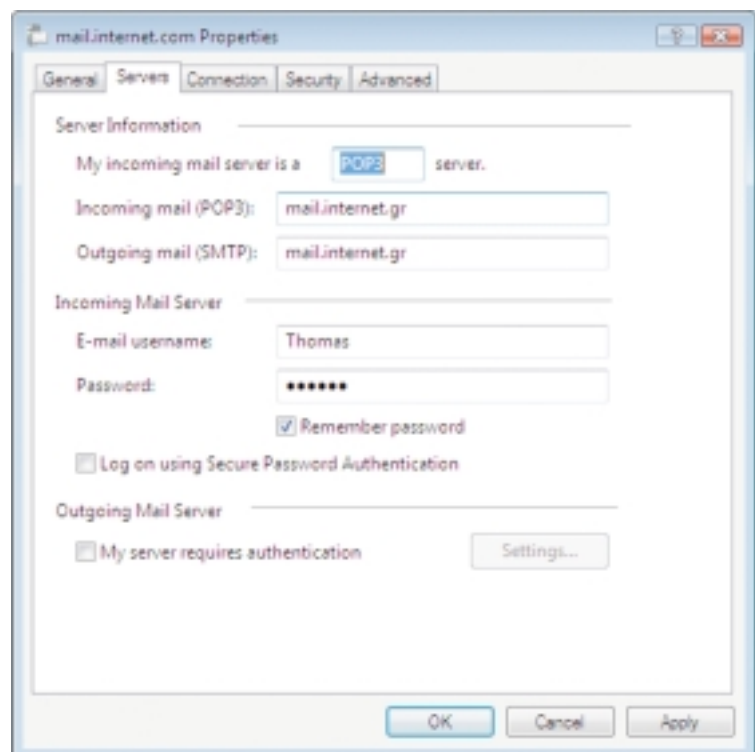 mail.internet.com Properties
General Servers Connection Security Advanced
Server Information
My incoming mail server is a POP3 server.
Incoming mail (POP3): mail.internet.gr
Outgoing mail (SMTP): mail.internet.gr
Incoming Mail Server
E-mail username: Thomas
Password: ●●●●●●
Remember password
Log on using Secure Password Authentication
Outgoing Mail Server
My server requires authentication Settings...
OK Cancel Apply